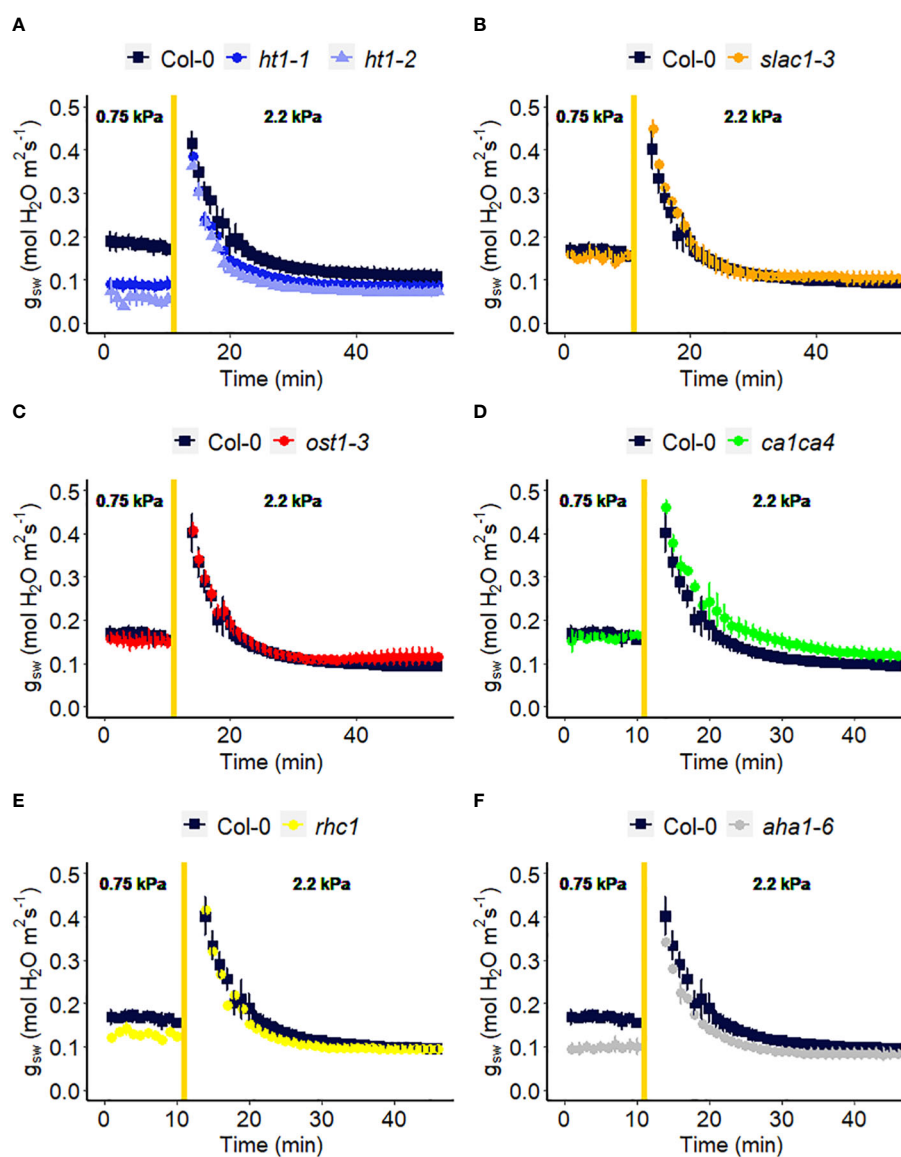 A
Col-0 ht1-1 ht1-2
0.75 kPa 2.2 kPa
0.5
0.4
0.3
0.2
0.1
0.0
gsw (mol H2O m2s-1)
0 20 40
Time (min)
B
Col-0 slac1-3
0.75 kPa 2.2 kPa
0.5
0.4
0.3
0.2
0.1
0.0
gsw (mol H2O m2s-1)
0 20 40
Time (min)
C
Col-0 ost1-3
0.75 kPa 2.2 kPa
0.5
0.4
0.3
0.2
0.1
0.0
gsw (mol H2O m2s-1)
0 20 40
Time (min)
D
Col-0 ca1ca4
0.75 kPa 2.2 kPa
0.5
0.4
0.3
0.2
0.1
0.0
gsw (mol H2O m2s-1)
0 10 20 30 40
Time (min)
E
Col-0 rhc1
0.75 kPa 2.2 kPa
0.5
0.4
0.3
0.2
0.1
0.0
gsw (mol H2O m2s-1)
0 10 20 30 40
Time (min)
F
Col-0 aha1-6
0.75 kPa 2.2 kPa
0.5
0.4
0.3
0.2
0.1
0.0
gsw (mol H2O m2s-1)
0 10 20 30 40
Time (min)